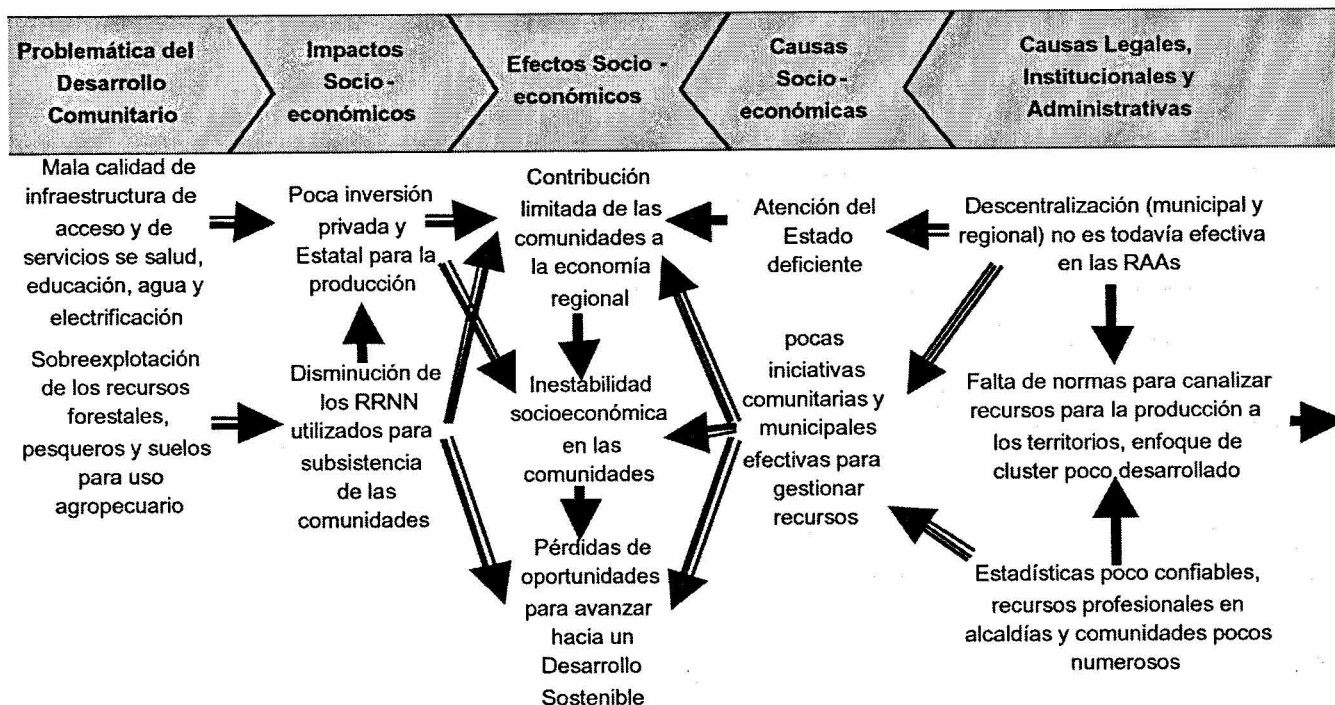 Problemática del
Desarrollo
Comunitario
Impactos
Socio-
económicos
Efectos Socio -
económicos
Causas
Socio-
económicas
Causas Legales,
Institucionales y
Administrativas
Mala calidad de
infraestructura de
acceso y de
servicios se salud,
educación, agua y
electrificación
Sobreexplotación
de los recursos
forestales,
pesqueros y suelos
para uso
agropecuario
Poca inversión
privada y
Estatal para la
producción
Disminución de
los RRNN
utilizados para
subsistencia
de las
comunidades
Contribución
limitada de las
comunidades a
la economía
regional
Inestabilidad
socioeconómica
en las
comunidades
Pérdidas de
oportunidades
para avanzar
hacia un
Desarrollo
Sostenible
Atención del
Estado
deficiente
pocas
iniciativas
comunitarias y
municipales
efectivas para
gestionar
recursos
Descentralización (municipal y
regional) no es todavía efectiva
en las RAAs
Falta de normas para canalizar
recursos para la producción a
los territorios, enfoque de
cluster poco desarrollado
Estadísticas poco confiables,
recursos profesionales en
alcaldías y comunidades pocos
numerosos